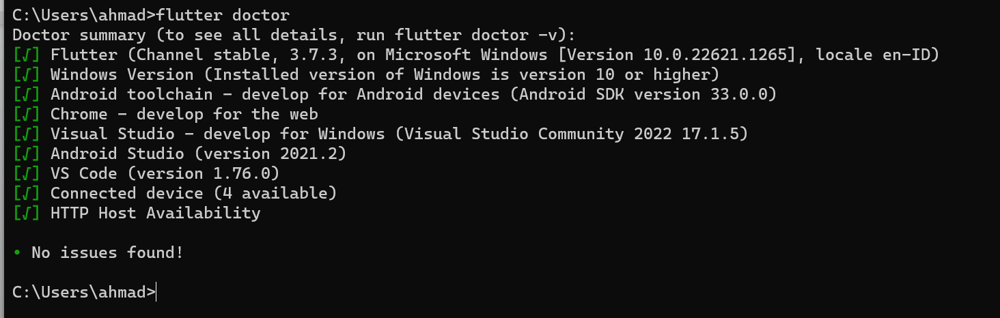 C:\Users\ahmad>flutter doctor
Doctor summary (to see all details, run flutter doctor -v):
[√] Flutter (Channel stable, 3.7.3, on Microsoft Windows [Version 10.0.22621.1265], locale en-ID)
[√] Windows Version (Installed version of Windows is version 10 or higher)
[√] Android toolchain - develop for Android devices (Android SDK version 33.0.0)
[√] Chrome - develop for the web
[√] Visual Studio - develop for Windows (Visual Studio Community 2022 17.1.5)
[√] Android Studio (version 2021.2)
[√] VS Code (version 1.76.0)
[√] Connected device (4 available)
[√] HTTP Host Availability
• No issues found!
C:\Users\ahmad>